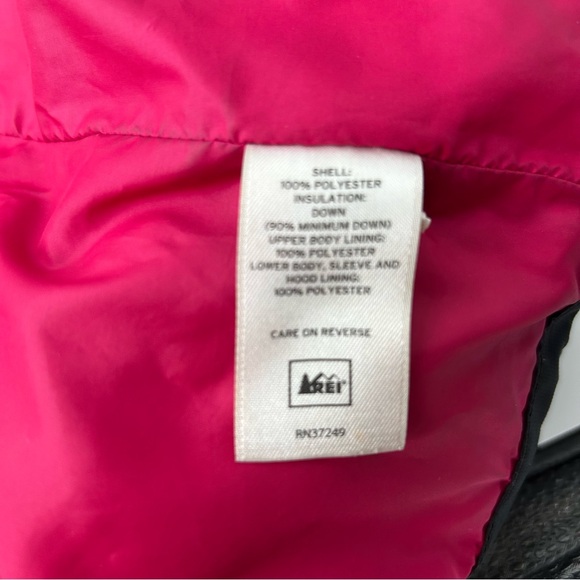 SHELL:
100% POLYESTER
INSULATION:
DOWN
(90% MINIMUM DOWN)
UPPER BODY LINING:
100% POLYESTER
LOWER BODY, SLEEVE AND
HOOD LINING:
100% POLYESTER
CARE ON REVERSE
REI®
RN37249